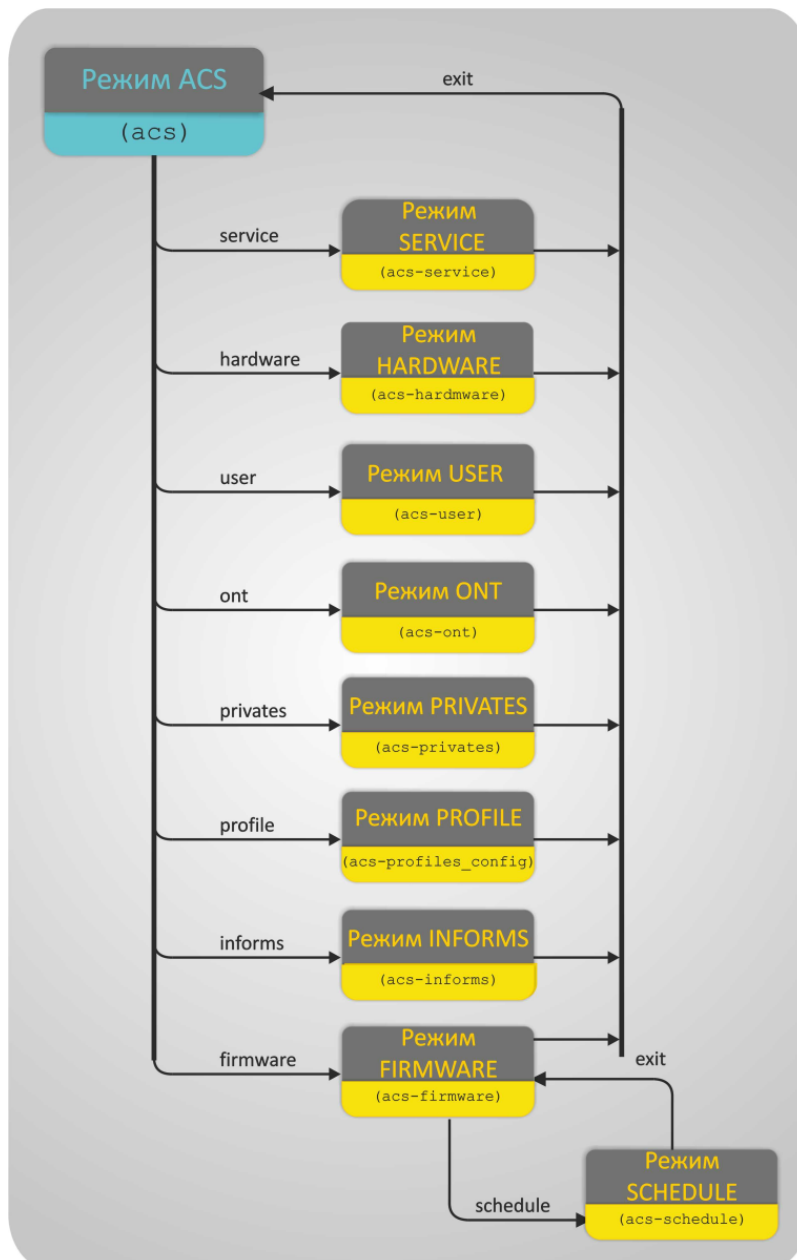 Режим ACS
(acs)
exit
service
Режим
SERVICE
(acs-service)
hardware
Режим
HARDWARE
(acs-hardmware)
user
Режим USER
(acs-user)
ont
Режим ONT
(acs-ont)
privates
Режим PRIVATES
(acs-privates)
profile
Режим PROFILE
(acs-profiles_config)
informs
Режим INFORMS
(acs-informs)
firmware
Режим
FIRMWARE
(acs-firmware)
exit
schedule
Режим
SCHEDULE
(acs-schedule)